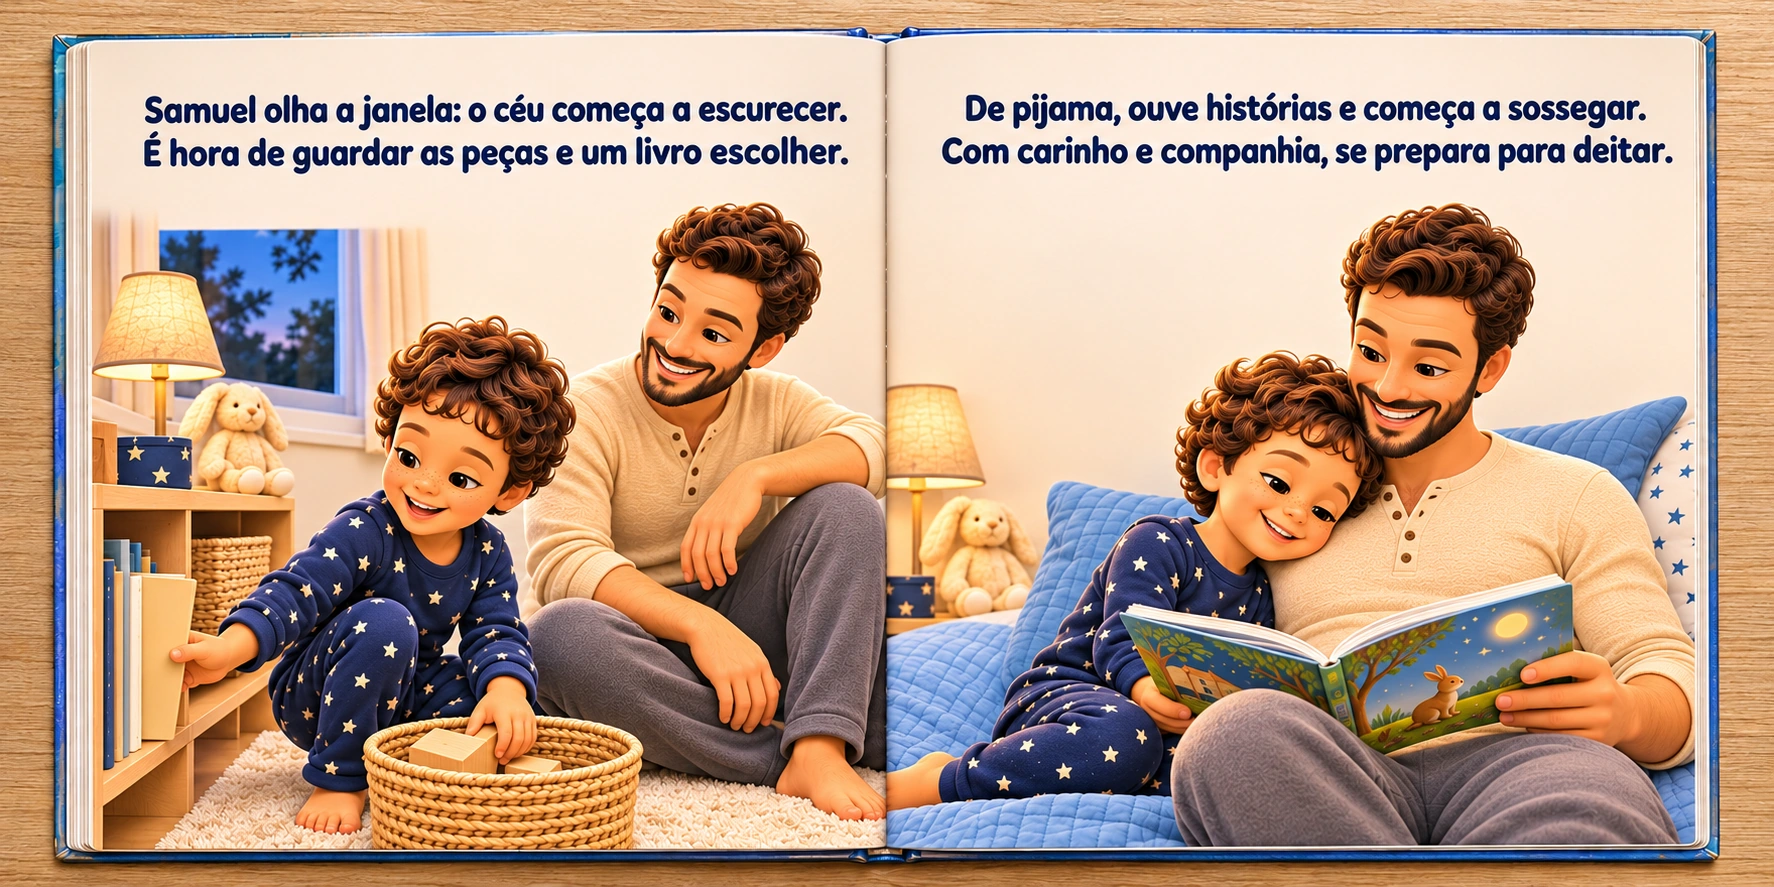 Samuel olha a janela: o céu começa a escurecer.
É hora de guardar as peças e um livro escolher.
De pijama, ouve histórias e começa a sossegar.
Com carinho e companhia, se prepara para deitar.